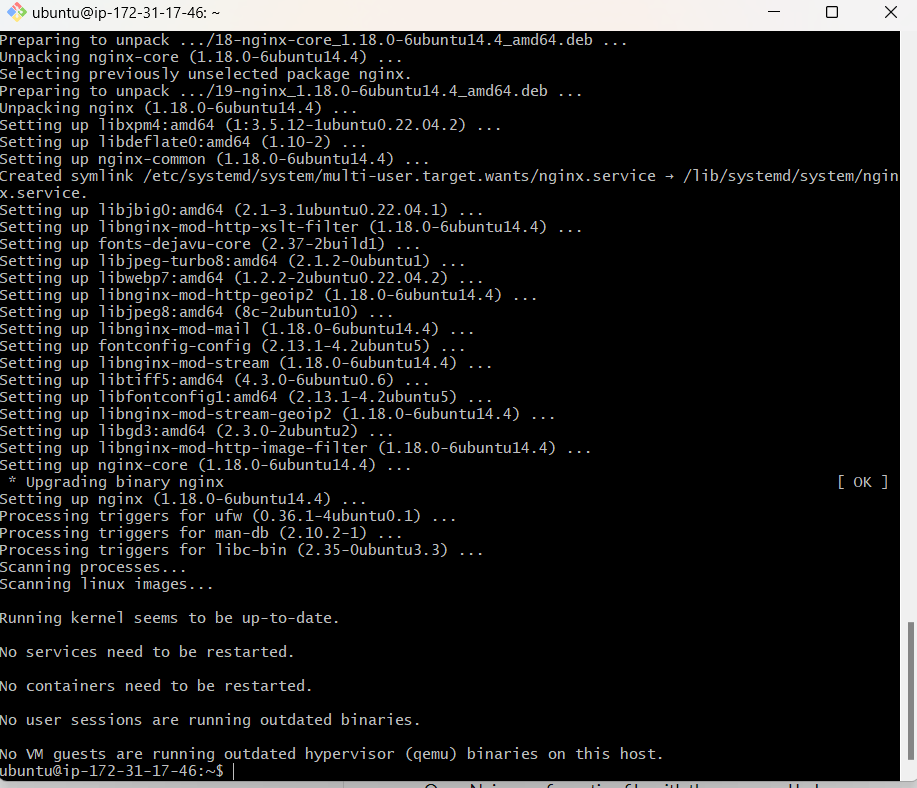 ubuntu@ip-172-31-17-46: ~
Preparing to unpack .../18-nginx-core_1.18.0-6ubuntu14.4_amd64.deb ...
Unpacking nginx-core (1.18.0-6ubuntu14.4) ...
Selecting previously unselected package nginx.
Preparing to unpack .../19-nginx_1.18.0-6ubuntu14.4_amd64.deb ...
Unpacking nginx (1.18.0-6ubuntu14.4) ...
Setting up libxpm4:amd64 (1:3.5.12-1ubuntu0.22.04.2) ...
Setting up libdeflate0:amd64 (1.10-2) ...
Setting up nginx-common (1.18.0-6ubuntu14.4) ...
Created symlink /etc/systemd/system/multi-user.target.wants/nginx.service → /lib/systemd/system/ngin
x.service.
Setting up libjbig0:amd64 (2.1-3.1ubuntu0.22.04.1) ...
Setting up libnginx-mod-http-xslt-filter (1.18.0-6ubuntu14.4) ...
Setting up fonts-dejavu-core (2.37-2build1) ...
Setting up libjpeg-turbo8:amd64 (2.1.2-0ubuntu1) ...
Setting up libwebp7:amd64 (1.2.2-2ubuntu0.22.04.2) ...
Setting up libnginx-mod-http-geoip2 (1.18.0-6ubuntu14.4) ...
Setting up libjpeg8:amd64 (8c-2ubuntu10) ...
Setting up libnginx-mod-mail (1.18.0-6ubuntu14.4) ...
Setting up fontconfig-config (2.13.1-4.2ubuntu5) ...
Setting up libnginx-mod-stream (1.18.0-6ubuntu14.4) ...
Setting up libtiff5:amd64 (4.3.0-6ubuntu0.6) ...
Setting up libfontconfig1:amd64 (2.13.1-4.2ubuntu5) ...
Setting up libnginx-mod-stream-geoip2 (1.18.0-6ubuntu14.4) ...
Setting up libgd3:amd64 (2.3.0-2ubuntu2) ...
Setting up libnginx-mod-http-image-filter (1.18.0-6ubuntu14.4) ...
Setting up nginx-core (1.18.0-6ubuntu14.4) ...
 * Upgrading binary nginx [ OK ]
Setting up nginx (1.18.0-6ubuntu14.4) ...
Processing triggers for ufw (0.36.1-4ubuntu0.1) ...
Processing triggers for man-db (2.10.2-1) ...
Processing triggers for libc-bin (2.35-0ubuntu3.3) ...
Scanning processes...
Scanning linux images...
Running kernel seems to be up-to-date.
No services need to be restarted.
No containers need to be restarted.
No user sessions are running outdated binaries.
No VM guests are running outdated hypervisor (qemu) binaries on this host.
ubuntu@ip-172-31-17-46:~$